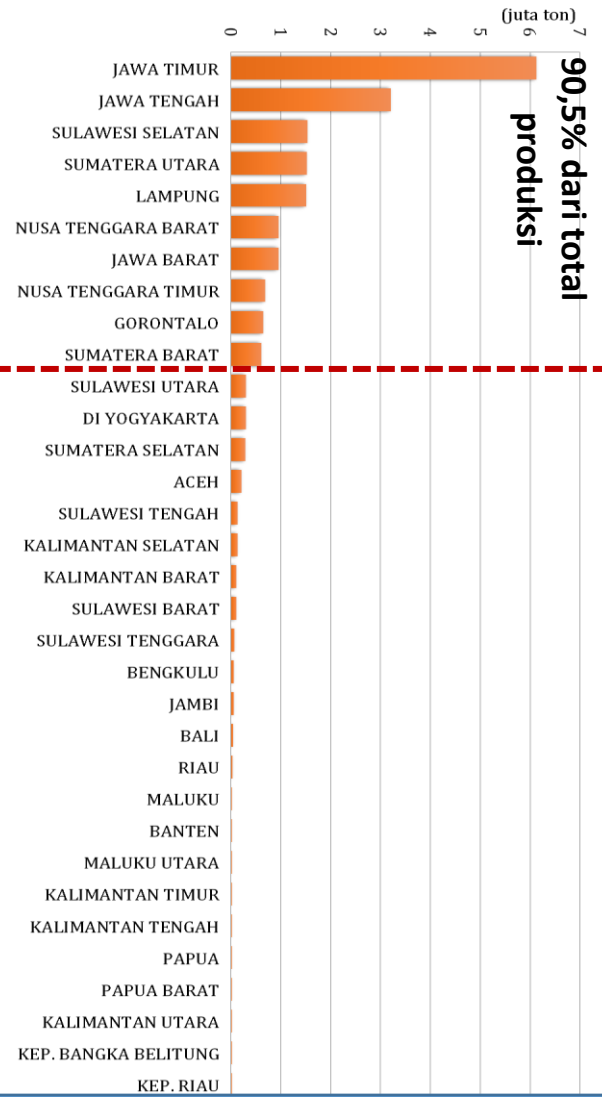 (juta ton)
0 1 2 3 4 5 6 7
90,5% dari total
produksi
JAWA TIMUR
JAWA TENGAH
SULAWESI SELATAN
SUMATERA UTARA
LAMPUNG
NUSA TENGGARA BARAT
JAWA BARAT
NUSA TENGGARA TIMUR
GORONTALO
SUMATERA BARAT
SULAWESI UTARA
DI YOGYAKARTA
SUMATERA SELATAN
ACEH
SULAWESI TENGAH
KALIMANTAN SELATAN
KALIMANTAN BARAT
SULAWESI BARAT
SULAWESI TENGGARA
BENGKULU
JAMBI
BALI
RIAU
MALUKU
BANTEN
MALUKU UTARA
KALIMANTAN TIMUR
KALIMANTAN TENGAH
PAPUA
PAPUA BARAT
KALIMANTAN UTARA
KEP. BANGKA BELITUNG
KEP. RIAU